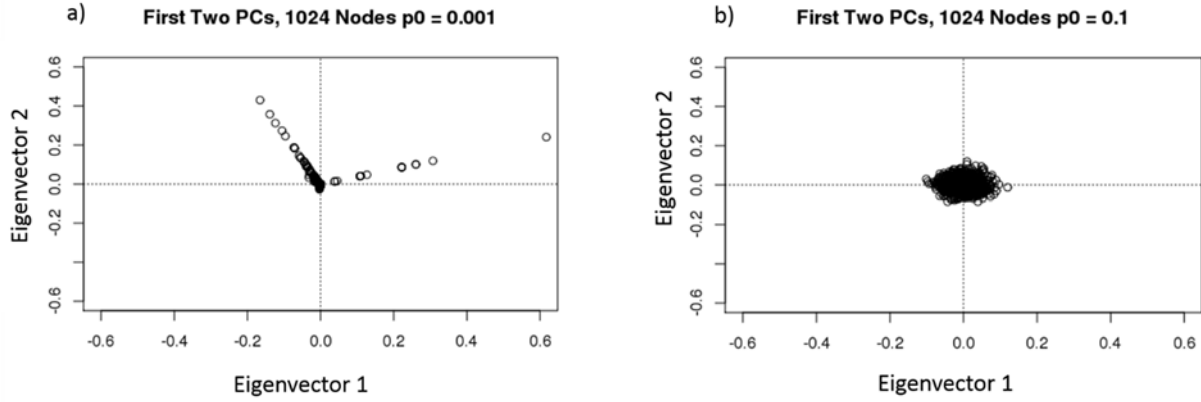 a) First Two PCs, 1024 Nodes p0 = 0.001
Eigenvector 2
0.6
0.4
0.2
0.0
-0.2
-0.6
-0.6 -0.4 -0.2 0.0 0.2 0.4 0.6
Eigenvector 1
b) First Two PCs, 1024 Nodes p0 = 0.1
Eigenvector 2
0.6
0.4
0.2
0.0
-0.2
-0.6
-0.6 -0.4 -0.2 0.0 0.2 0.4 0.6
Eigenvector 1